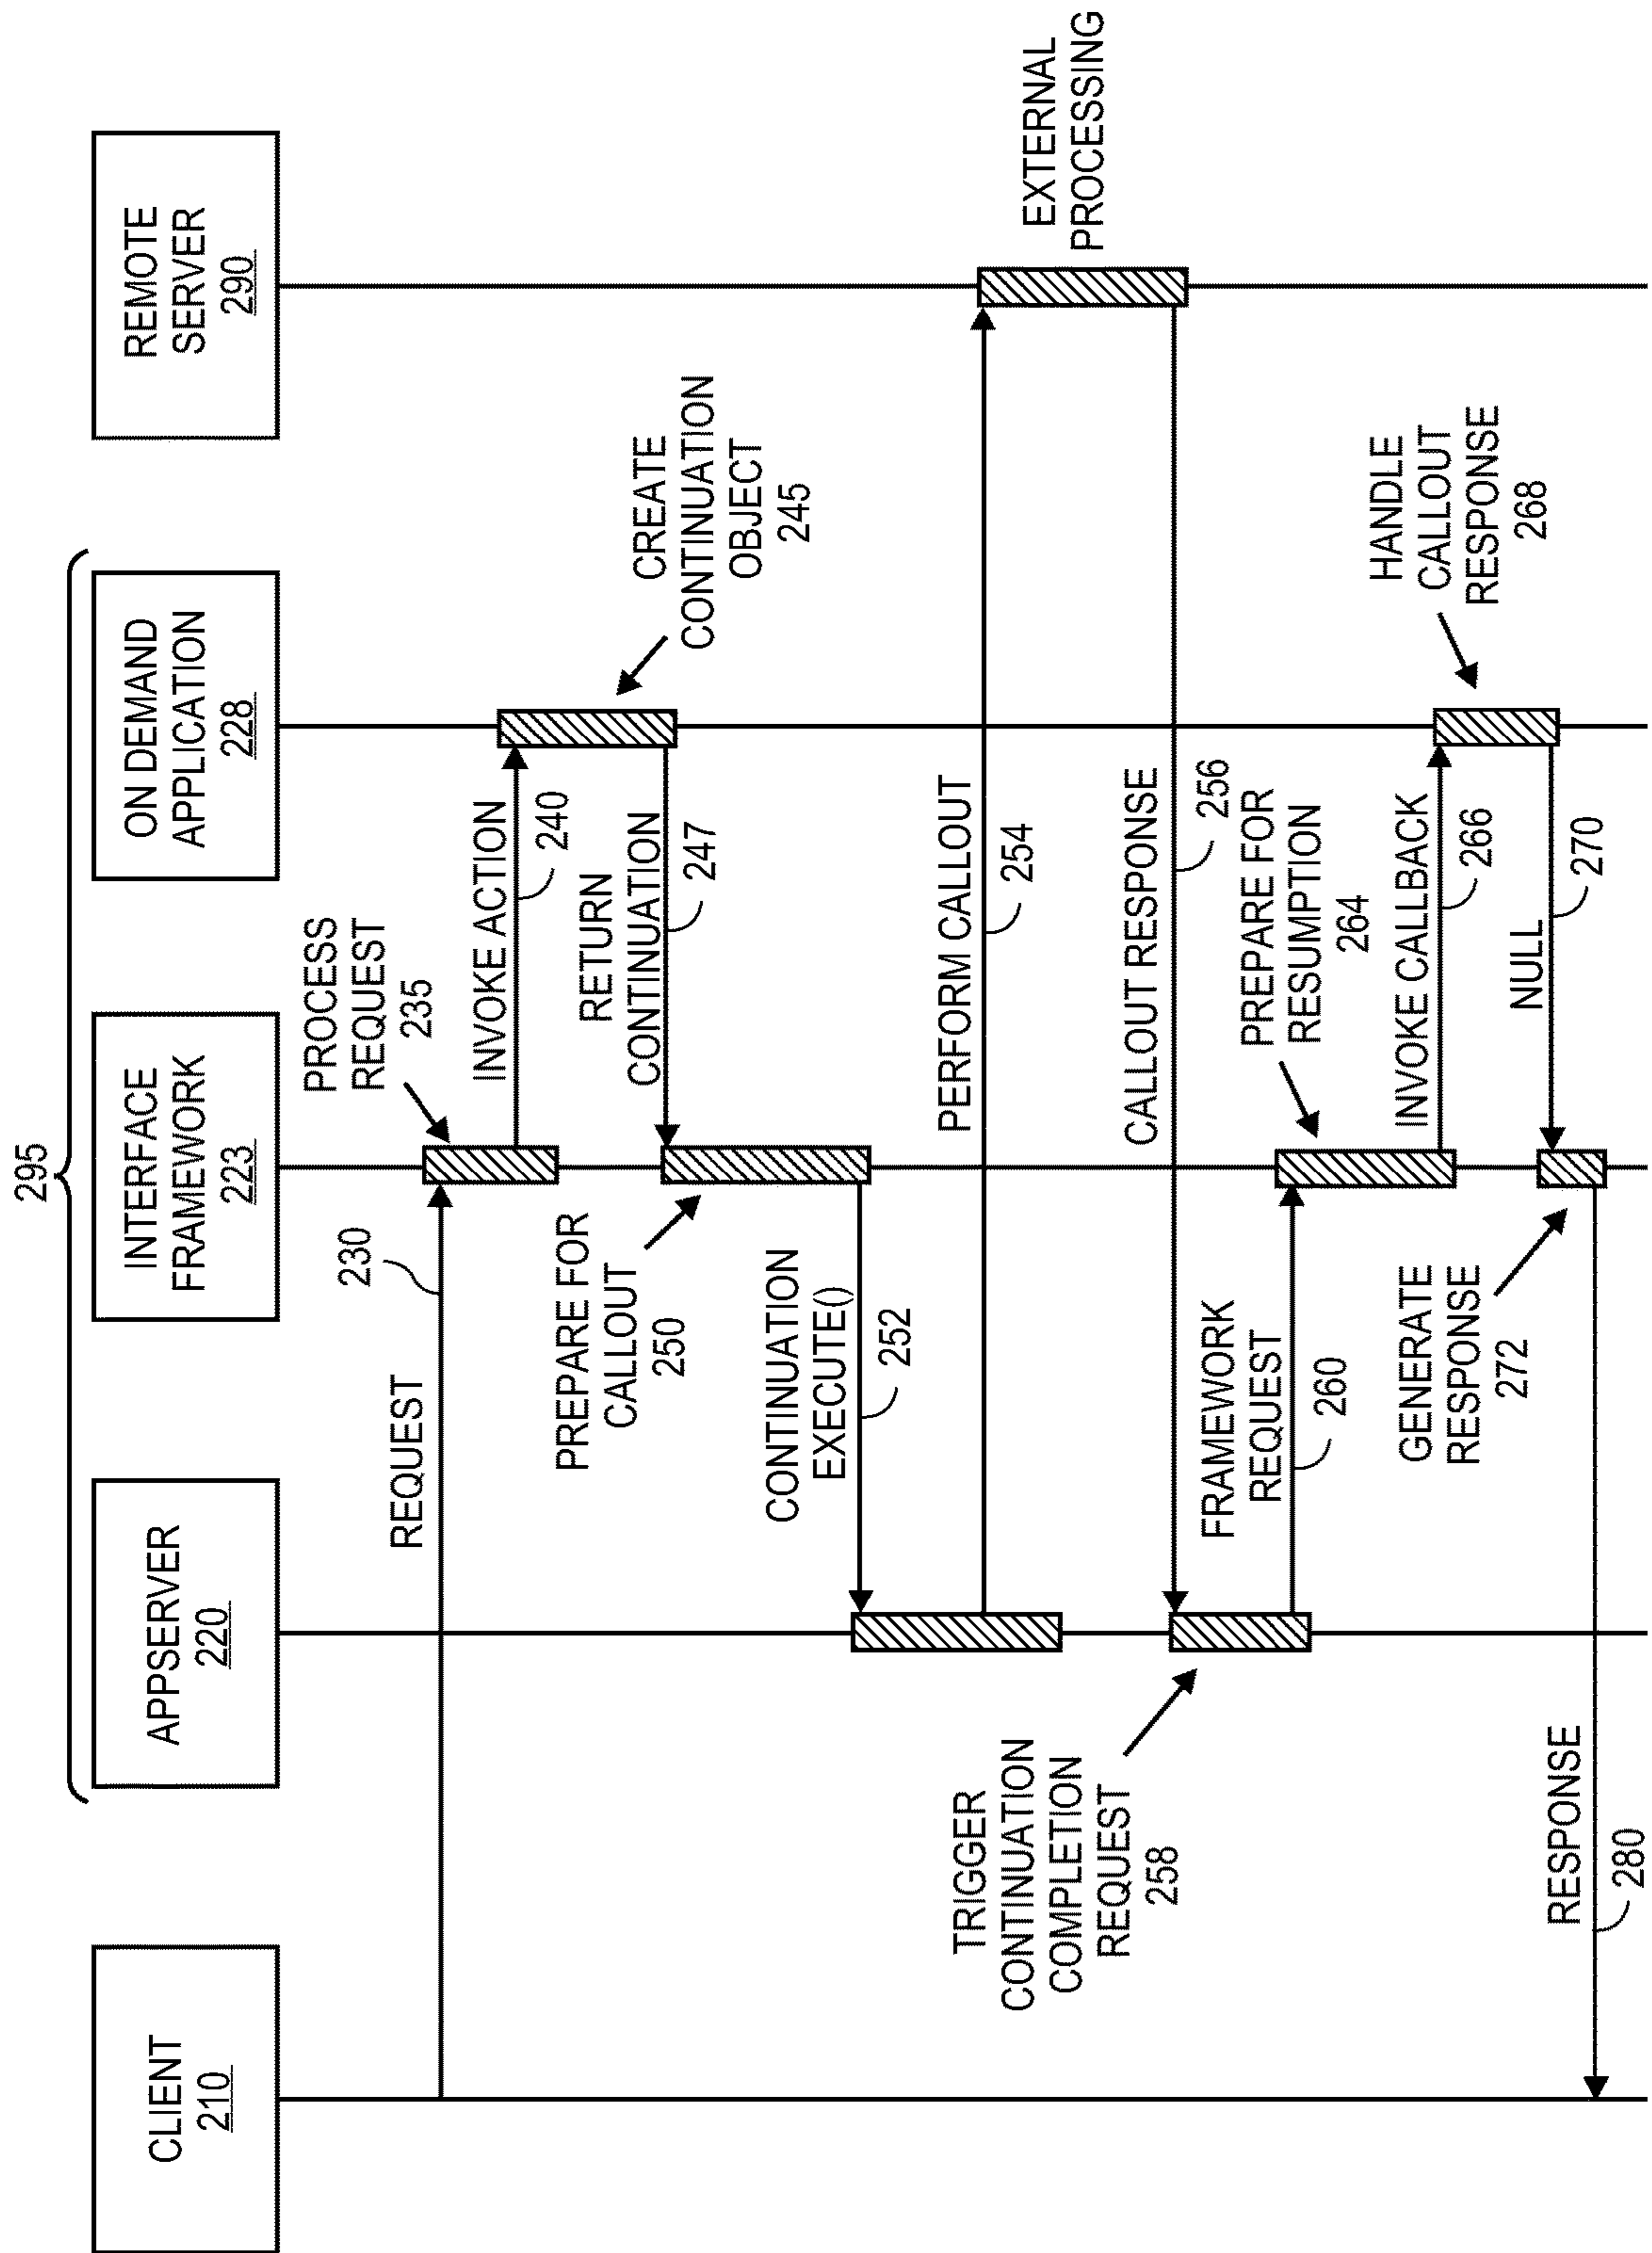 295
CLIENT
210
APPSERVER
220
INTERFACE
FRAMEWORK
223
ON DEMAND
APPLICATION
228
REMOTE
SERVER
290
REQUEST
230
PROCESS
REQUEST
235
INVOKE ACTION
240
CREATE
CONTINUATION
OBJECT
245
RETURN
CONTINUATION
247
PREPARE FOR
CALLOUT
250
CONTINUATION
EXECUTE()
252
PERFORM CALLOUT
254
EXTERNAL
PROCESSING
CALLOUT RESPONSE
256
TRIGGER
CONTINUATION
COMPLETION
REQUEST
258
FRAMEWORK
REQUEST
260
PREPARE FOR
RESUMPTION
264
INVOKE CALLBACK
266
HANDLE
CALLOUT
RESPONSE
268
NULL
270
GENERATE
RESPONSE
272
RESPONSE
280